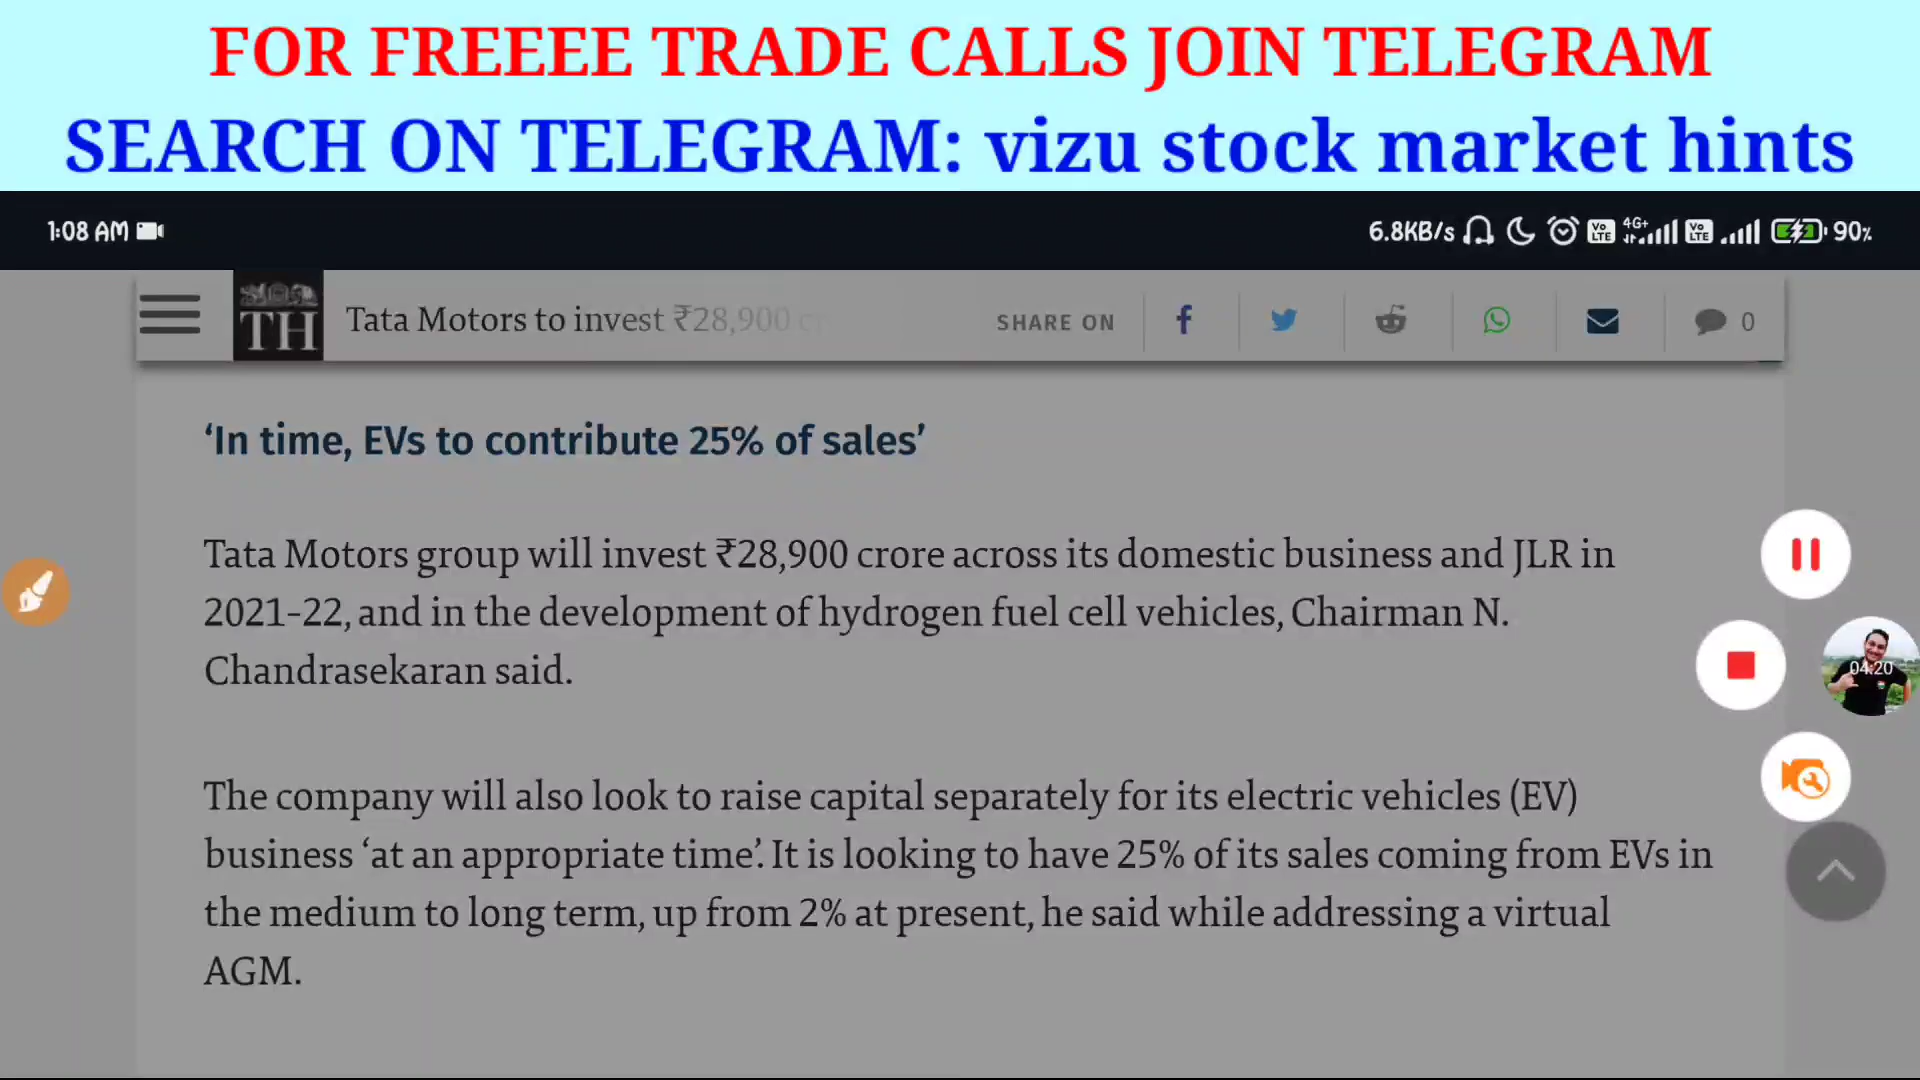 FOR FREEEE TRADE CALLS JOIN TELEGRAM
SEARCH ON TELEGRAM: vizu stock market hints
1:08 AM 6.8KB/s Vo LTE 4G+ Vo LTE 90%
TH Tata Motors to invest ₹28,900 cr SHARE ON 0
‘In time, EVs to contribute 25% of sales’
Tata Motors group will invest ₹28,900 crore across its domestic business and JLR in
2021-22, and in the development of hydrogen fuel cell vehicles, Chairman N.
Chandrasekaran said.
04:20
The company will also look to raise capital separately for its electric vehicles (EV)
business ‘at an appropriate time’. It is looking to have 25% of its sales coming from EVs in
the medium to long term, up from 2% at present, he said while addressing a virtual
AGM.